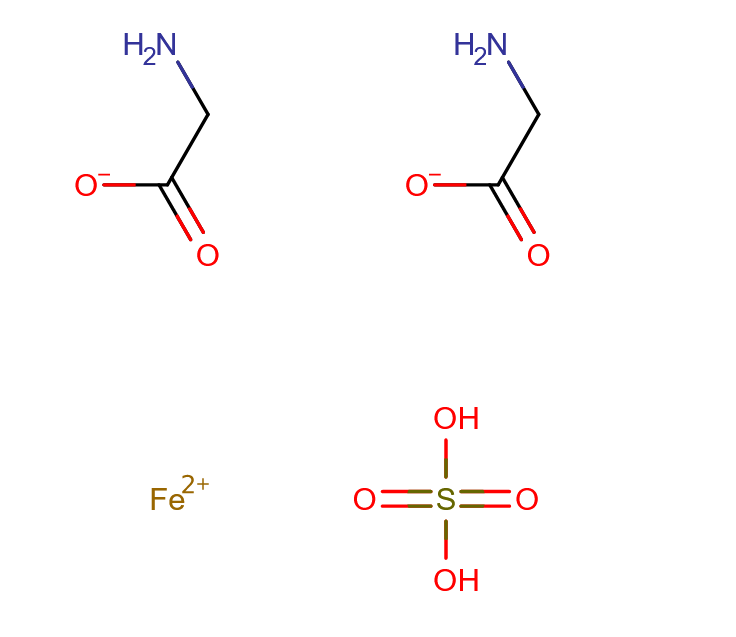 H₂N H₂N
O⁻ O⁻
O O
OH
Fe²⁺ O S O
OH